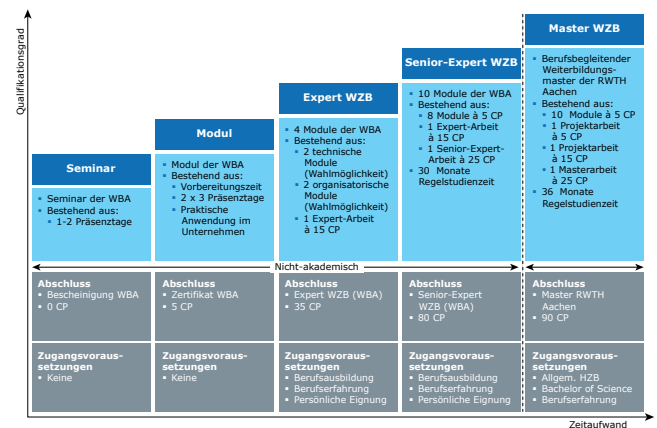 Qualifikationsgrad
Seminar
▪ Seminar der WBA
▪ Bestehend aus:
▪ 1-2 Präsenztage
Modul
▪ Modul der WBA
▪ Bestehend aus:
▪ Vorbereitungszeit
▪ 2 x 3 Präsenztage
▪ Praktische
Anwendung im
Unternehmen
Expert WZB
▪ 4 Module der WBA
▪ Bestehend aus:
▪ 2 technische
Module
(Wahlmöglichkeit)
▪ 2 organisatorische
Module
(Wahlmöglichkeit)
▪ 1 Expert-Arbeit
à 15 CP
Senior-Expert WZB
▪ 10 Module der WBA
▪ Bestehend aus:
▪ 8 Module à 5 CP
▪ 1 Expert-Arbeit
à 15 CP
▪ 1 Senior-Expert-
Arbeit à 25 CP
▪ 30 Monate
Regelstudienzeit
Master WZB
▪ Berufsbegleitender
Weiterbildungs-
master der RWTH
Aachen
▪ Bestehend aus:
▪ 10 Module à 5 CP
▪ 1 Projektarbeit
à 5 CP
▪ 1 Projektarbeit
à 15 CP
▪ 1 Masterarbeit
à 25 CP
▪ 36 Monate
Regelstudienzeit
Nicht-akademisch
Abschluss
▪ Bescheinigung WBA
▪ 0 CP
Abschluss
▪ Zertifikat WBA
▪ 5 CP
Abschluss
▪ Expert WZB (WBA)
▪ 35 CP
Abschluss
▪ Senior-Expert
WZB (WBA)
▪ 80 CP
Abschluss
▪ Master RWTH
Aachen
▪ 90 CP
Zugangsvoraus-
setzungen
▪ Keine
Zugangsvoraus-
setzungen
▪ Keine
Zugangsvoraus-
setzungen
▪ Berufsausbildung
▪ Berufserfahrung
▪ Persönliche Eignung
Zugangsvoraus-
setzungen
▪ Berufsausbildung
▪ Berufserfahrung
▪ Persönliche Eignung
Zugangsvoraus-
setzungen
▪ Allgem. HZB
▪ Bachelor of Science
▪ Berufserfahrung
Zeitaufwand